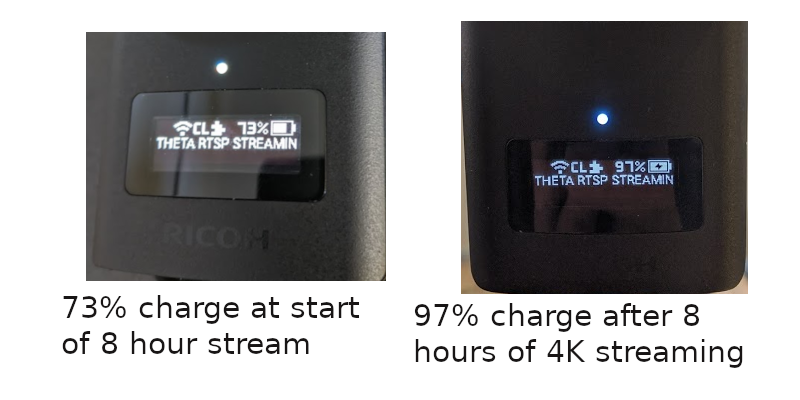 CL 73%
THETA RTSP STREAMIN
RICOH
73% charge at start
of 8 hour stream
CL 97%
THETA RTSP STREAMIN
97% charge after 8
hours of 4K streaming